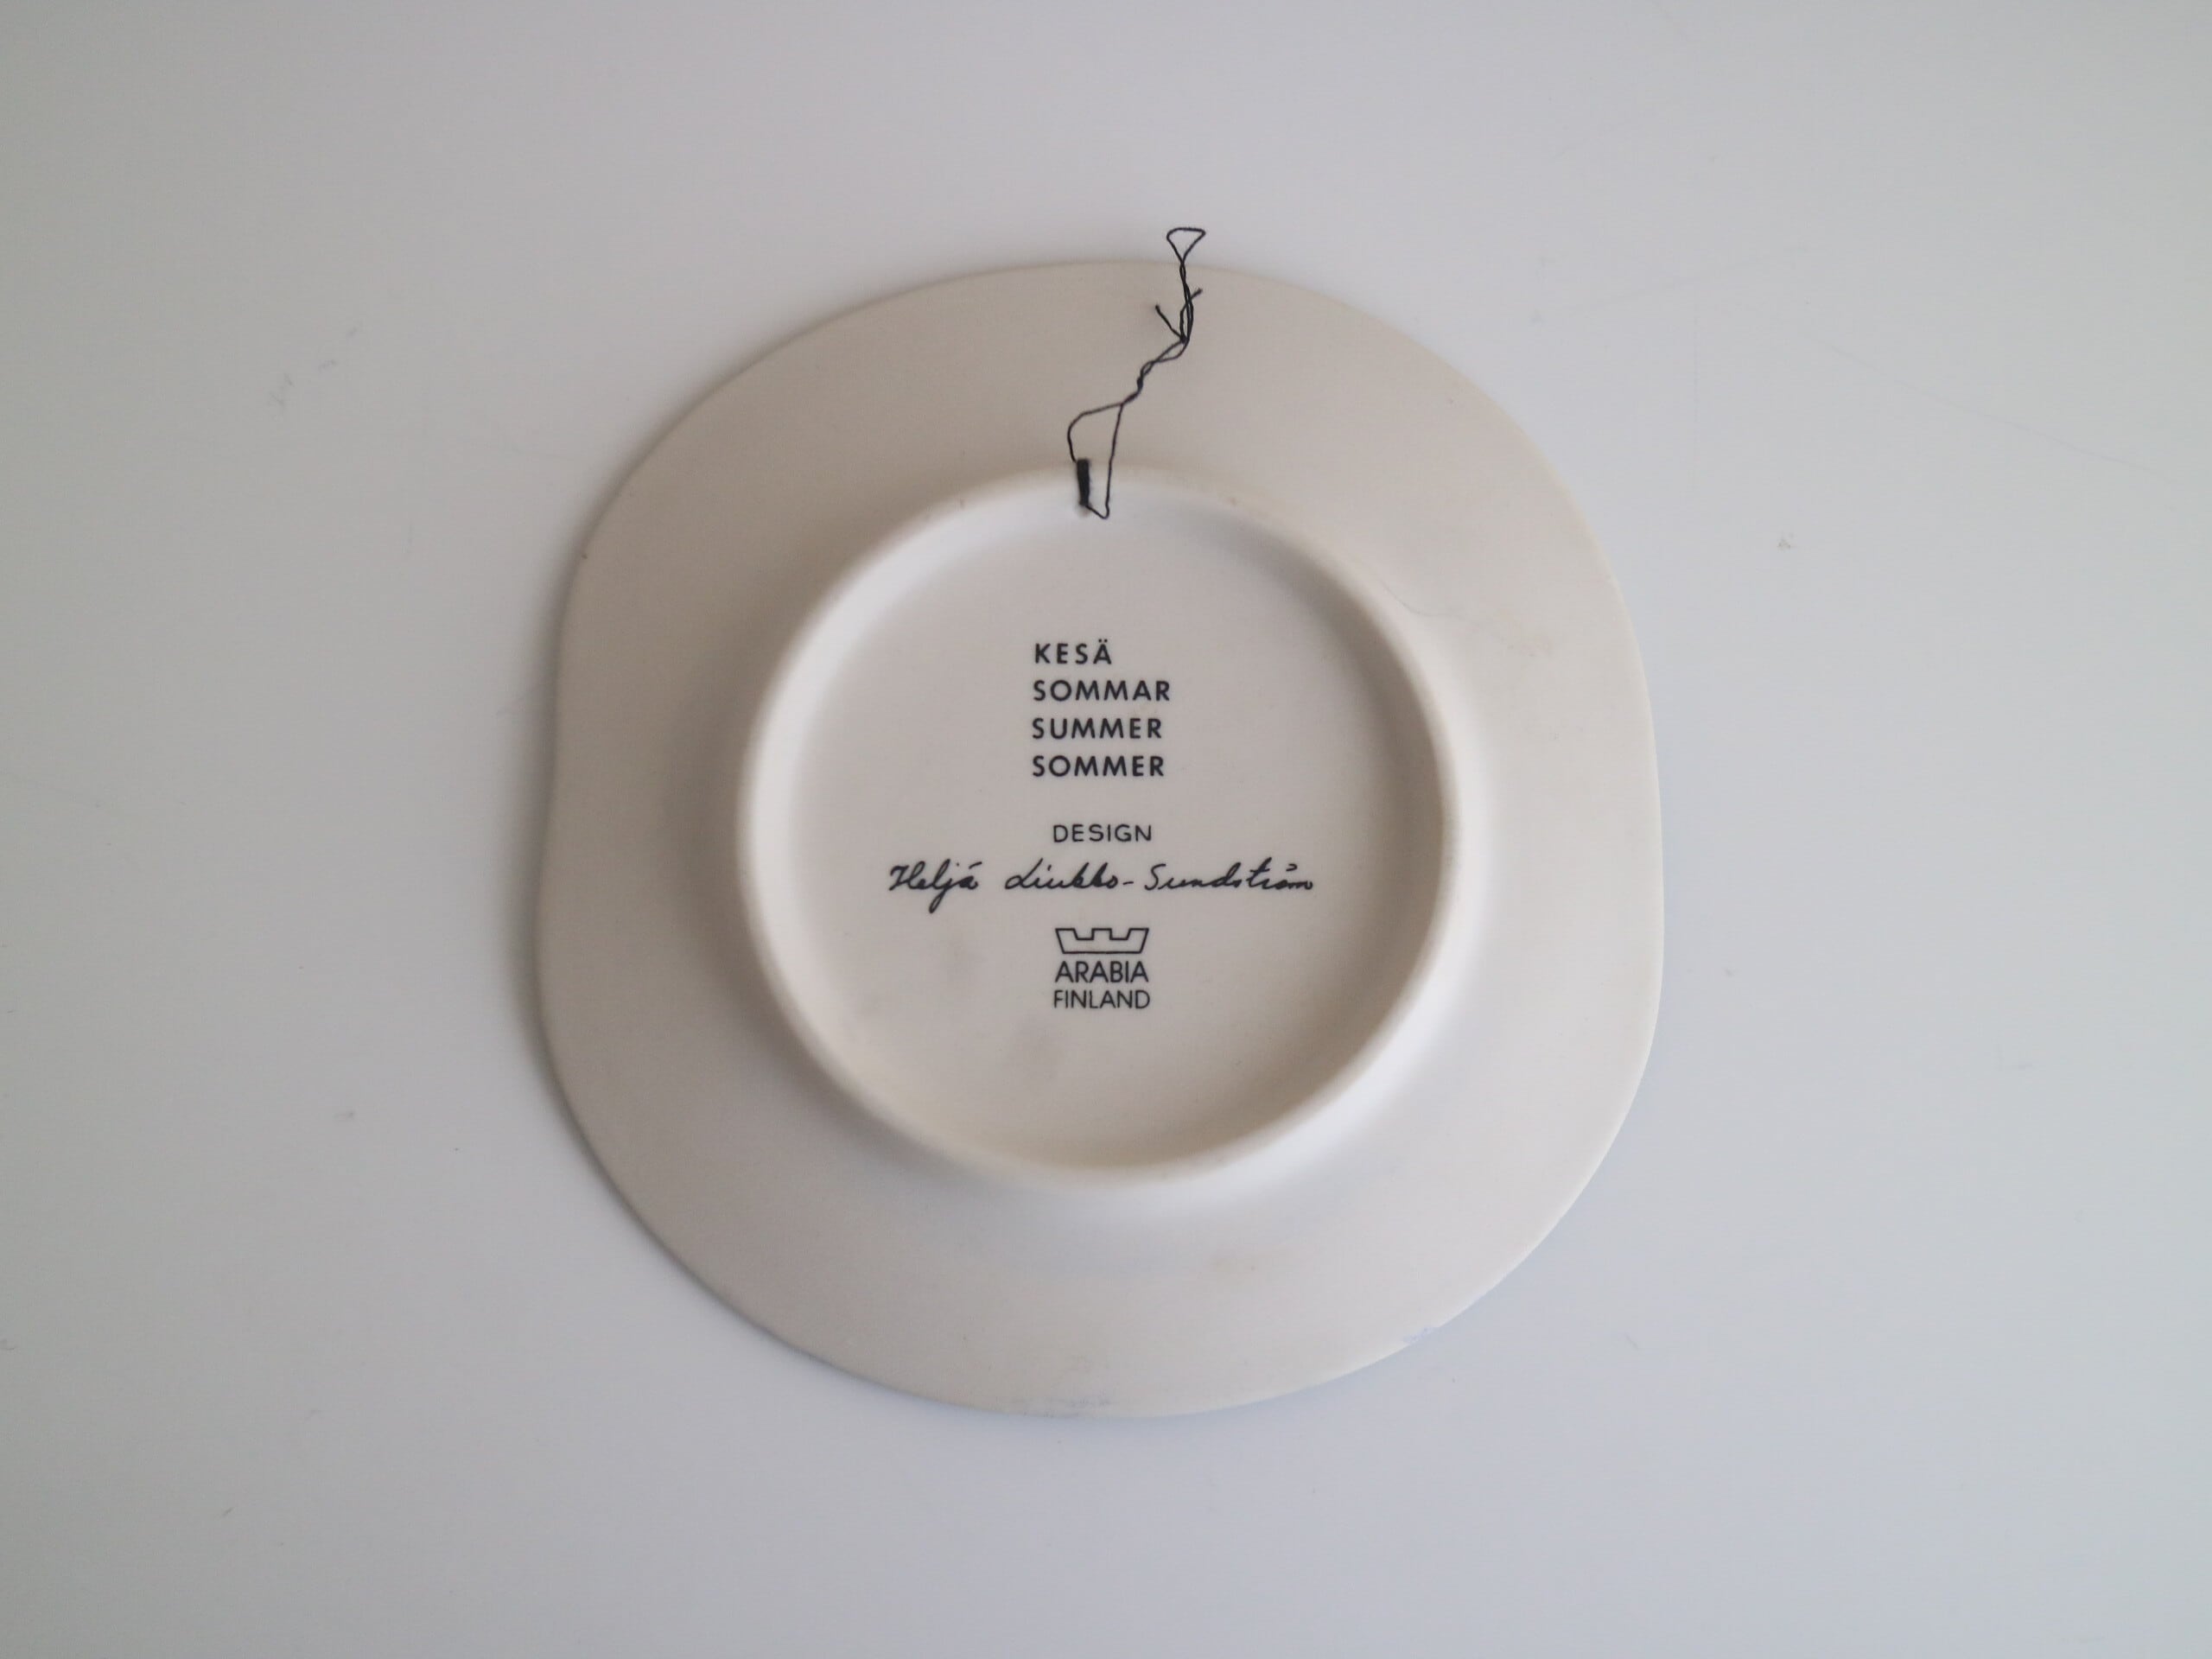 KESÄ
SOMMAR
SUMMER
SOMMER
DESIGN
Heljä Liukko-Sundström
ARABIA
FINLAND